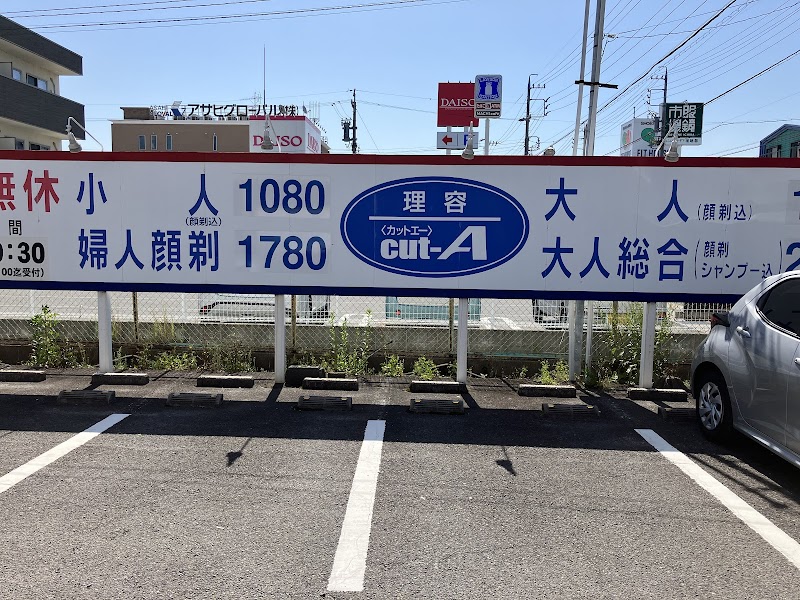 無休
間
0:30
00迄受付)
小人 1080
(顔剃込)
婦人顔剃 1780
理容
〈カットエー〉
cut-A
大人(顔剃込)
大人総合(顔剃
シャンプー込)
アサヒグローバル
DAISO
DAISO
P